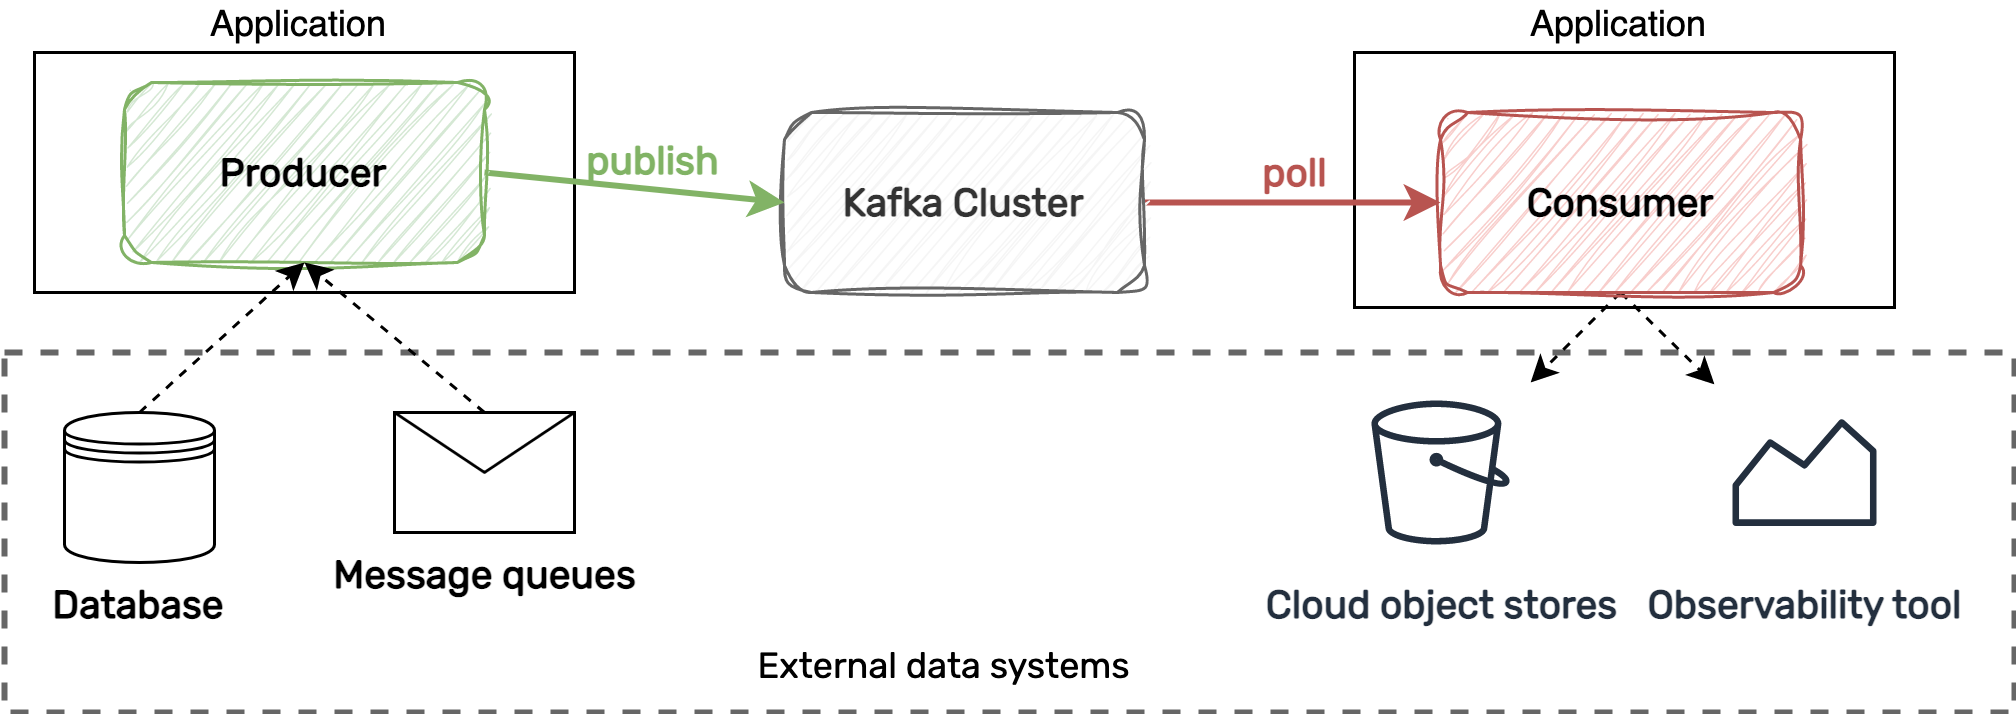 Application
Application
Producer
publish
Kafka Cluster
poll
Consumer
Database
Message queues
Cloud object stores
Observability tool
External data systems